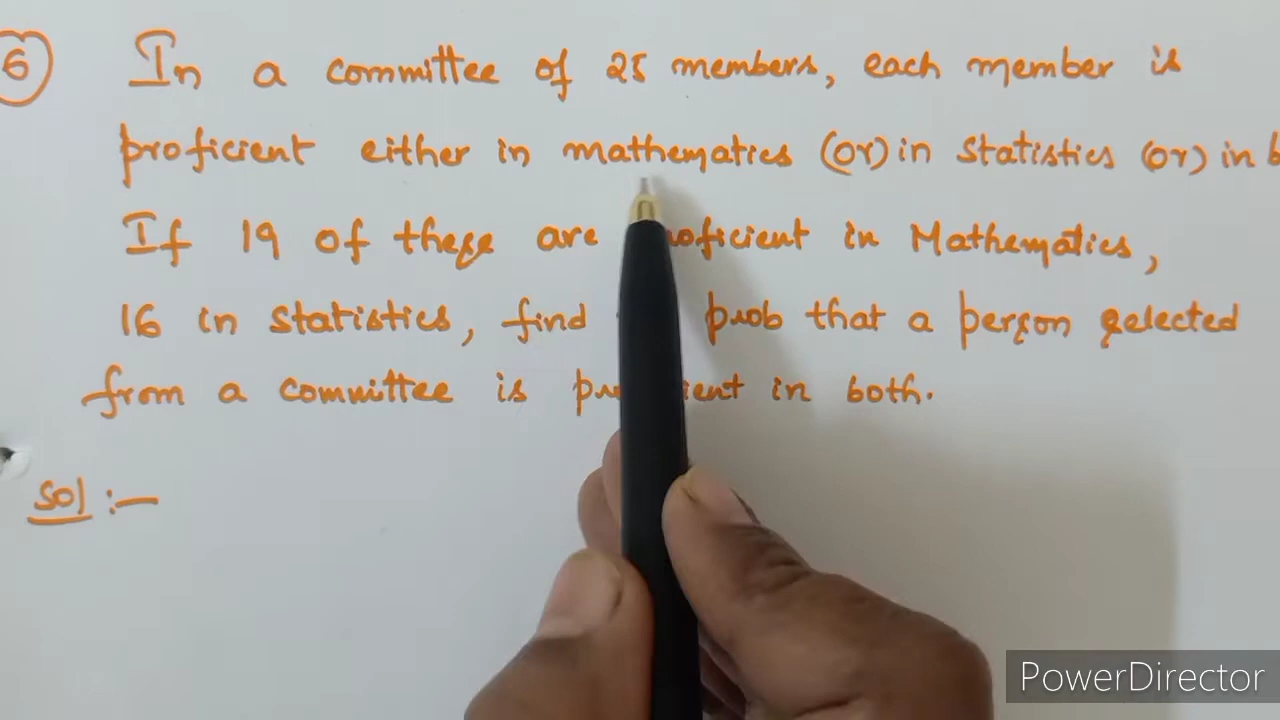 6 In a committee of 25 members, each member is
proficient either in mathematics (or) in statistics (or) in
If 19 of these are in Mathematics,
16 in statistics, find prob that a person selected
from a committee is in both.
Sol :-
PowerDirector